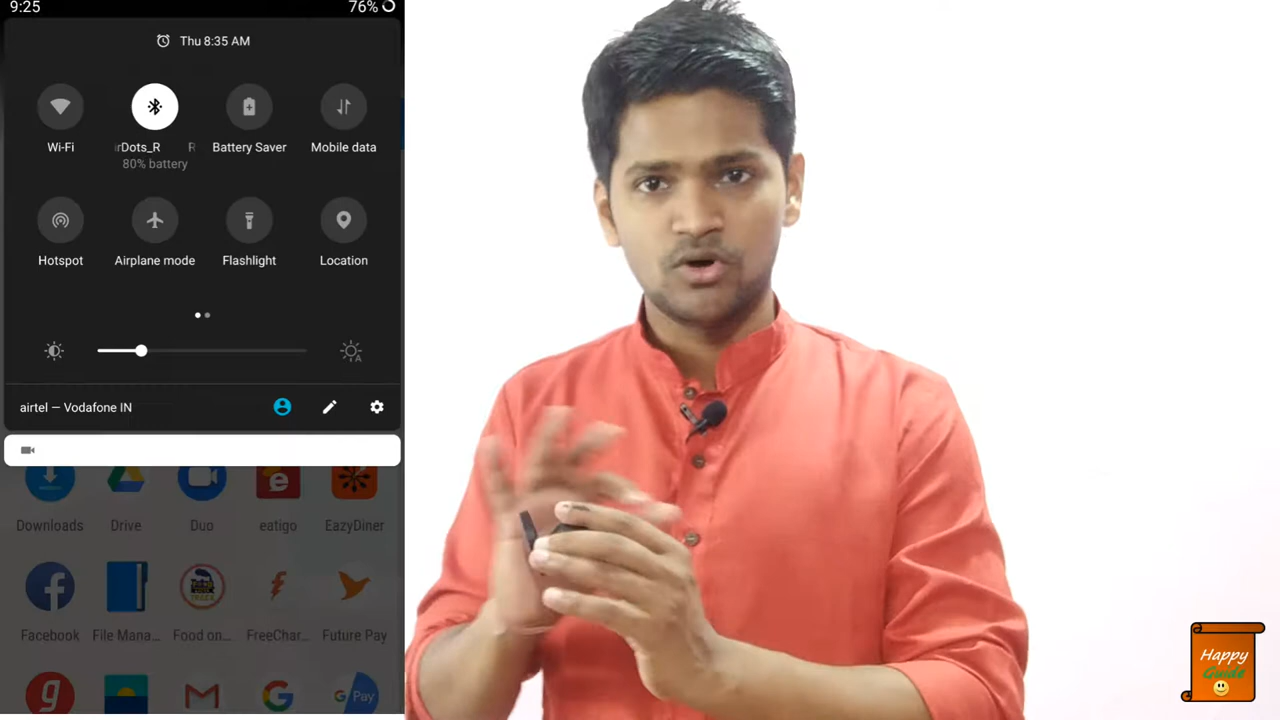 9:25 76%
Thu 8:35 AM
Wi-Fi
rDots_R R
80% battery
Battery Saver
Mobile data
Hotspot
Airplane mode
Flashlight
Location
airtel — Vodafone IN
Downloads
Drive
Duo
eatigo
EazyDiner
Facebook
File Mana...
Food on...
FreeChar...
Future Pay
G Pay
Happy
Guide